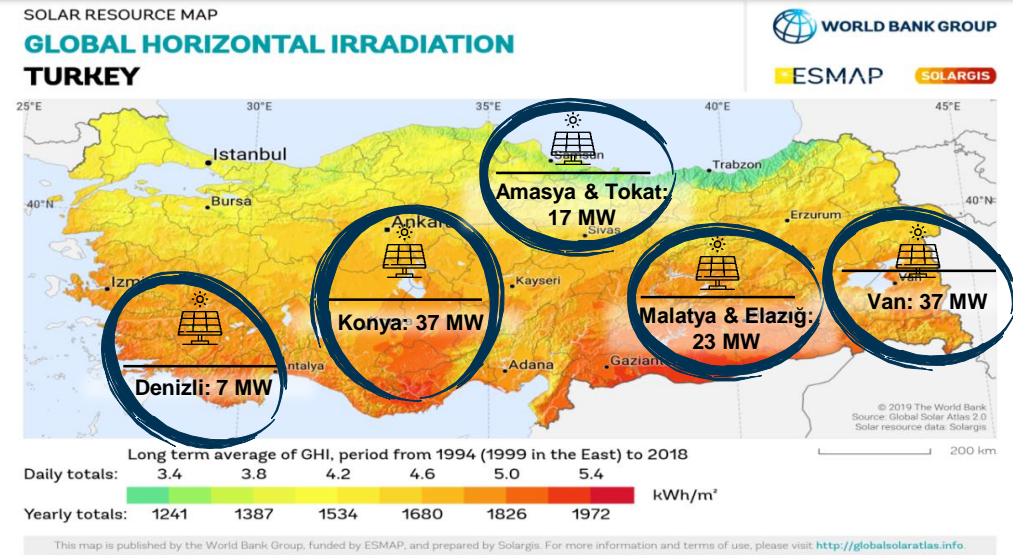 SOLAR RESOURCE MAP
GLOBAL HORIZONTAL IRRADIATION
TURKEY
WORLD BANK GROUP
ESMAP
SOLARGIS
25°E 30°E 35°E 40°E 45°E
Istanbul
Trabzon
Amasya & Tokat:
17 MW
40°N
40°N
Bursa
Erzurum
Ankara
Sivas
Kayseri
Van
Izm
Van: 37 MW
Konya: 37 MW
Malatya & Elazığ:
23 MW
Gaziant
Adana
ntalya
Denizli: 7 MW
© 2019 The World Bank
Source: Global Solar Atlas 2.0
Solar resource data: Solargis
200 km
Long term average of GHI, period from 1994 (1999 in the East) to 2018
Daily totals: 3.4 3.8 4.2 4.6 5.0 5.4
kWh/m²
Yearly totals: 1241 1387 1534 1680 1826 1972
This map is published by the World Bank Group, funded by ESMAP, and prepared by Solargis. For more information and terms of use, please visit http://globalsolaratlas.info.